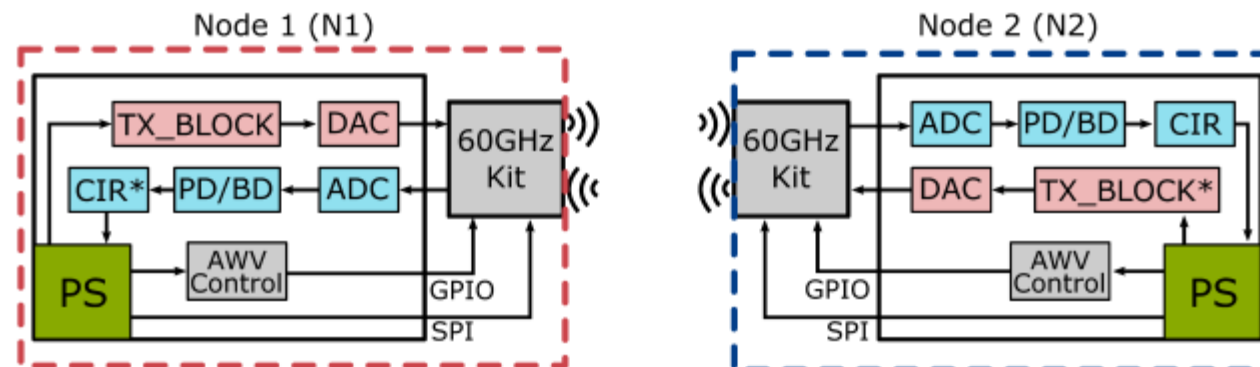 Node 1 (N1)
TX_BLOCK
DAC
60GHz
Kit
CIR*
PD/BD
ADC
PS
AWV
Control
GPIO
SPI
Node 2 (N2)
60GHz
Kit
ADC
PD/BD
CIR
DAC
TX_BLOCK*
AWV
Control
PS
GPIO
SPI